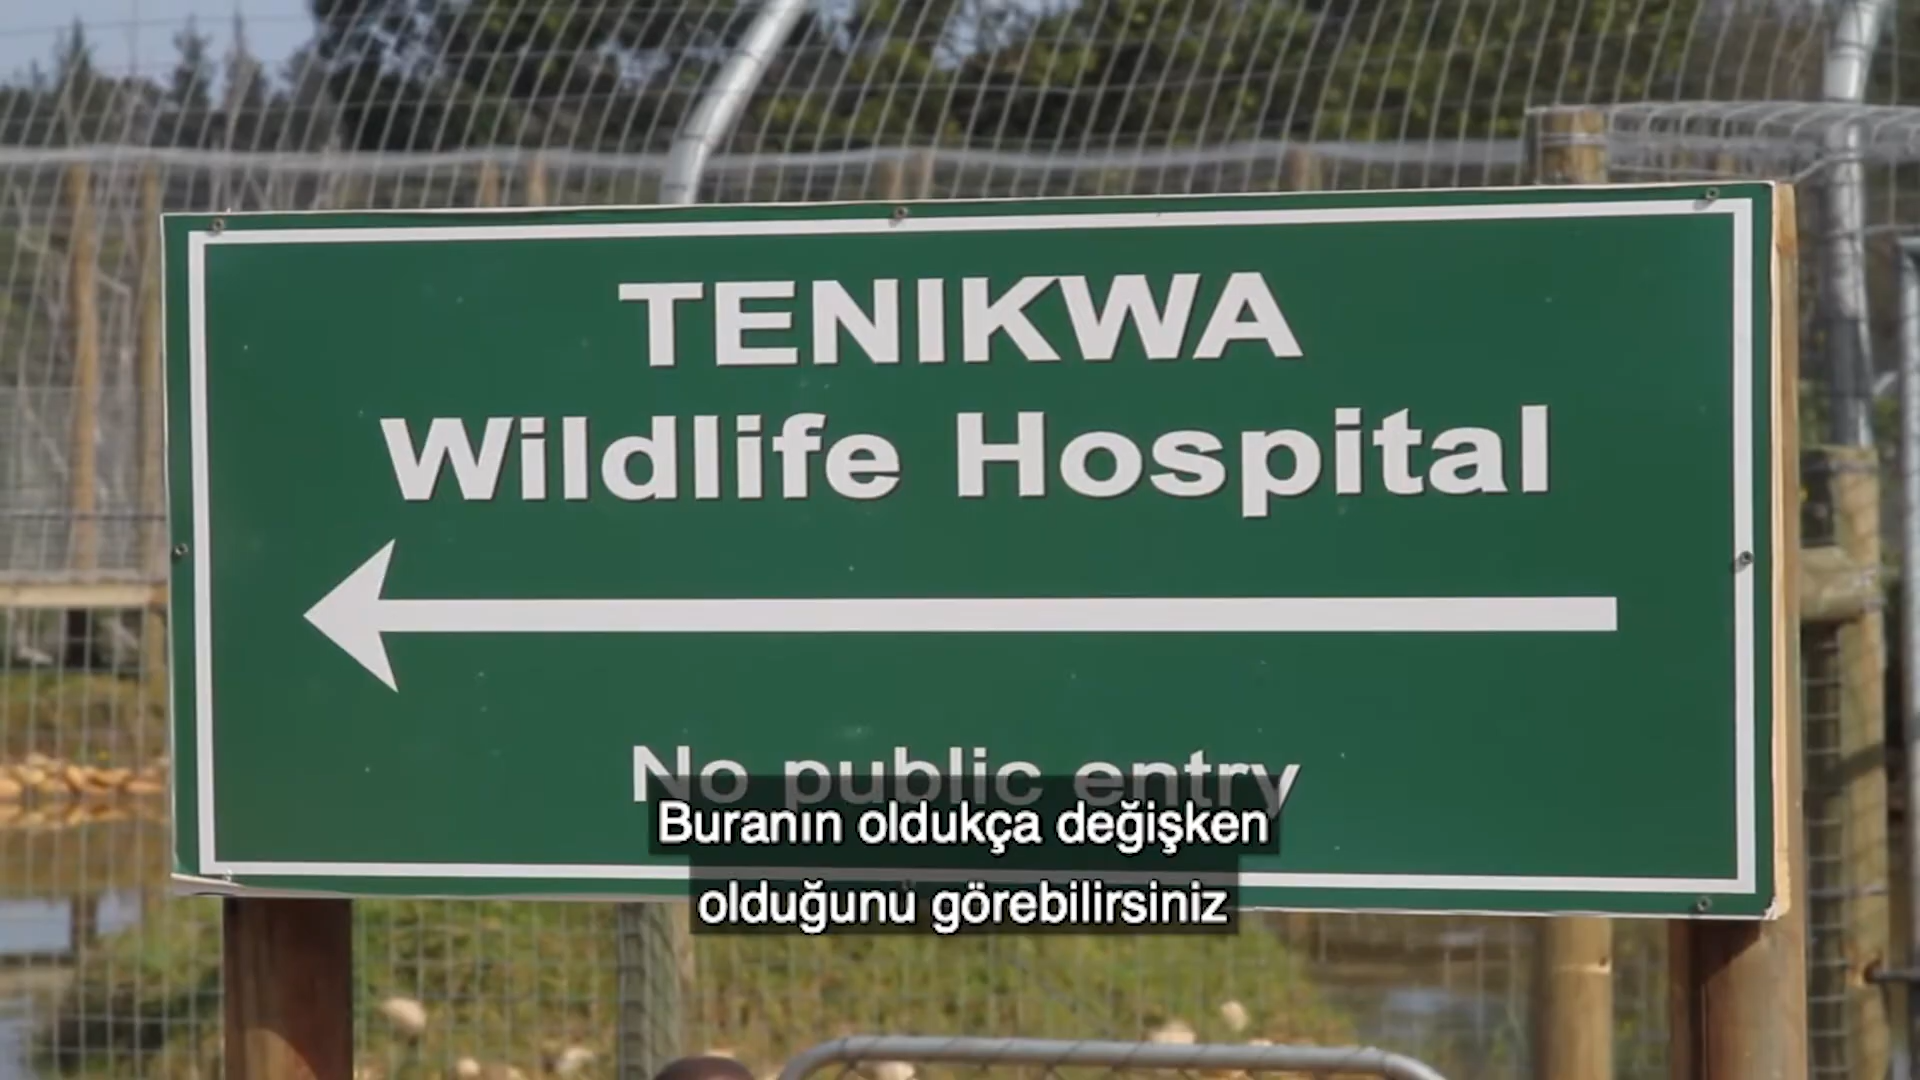 TENIKWA
Wildlife Hospital
No public entry
Buranın oldukça değişken
olduğunu görebilirsiniz